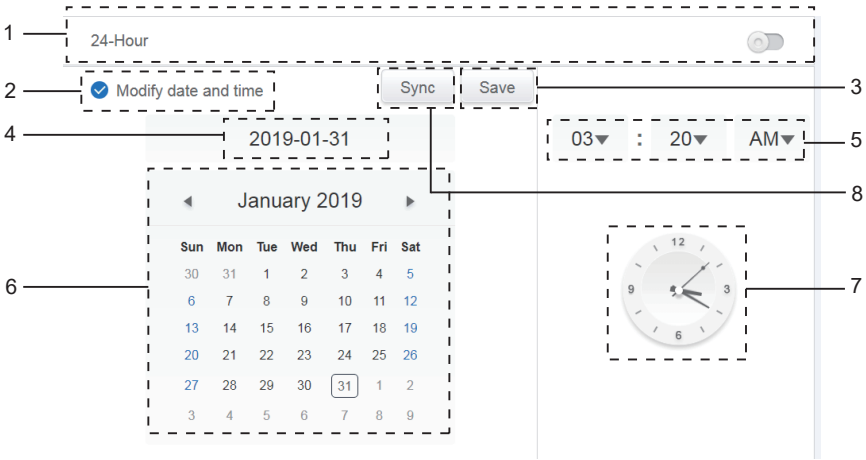 1 24-Hour
2 Modify date and time Sync Save 3
4 2019-01-31 03 : 20 AM 5
8
January 2019
Sun Mon Tue Wed Thu Fri Sat
30 31 1 2 3 4 5
6 7 8 9 10 11 12
13 14 15 16 17 18 19
20 21 22 23 24 25 26
27 28 29 30 31 1 2
3 4 5 6 7 8 9
6
12
9 3
6
7